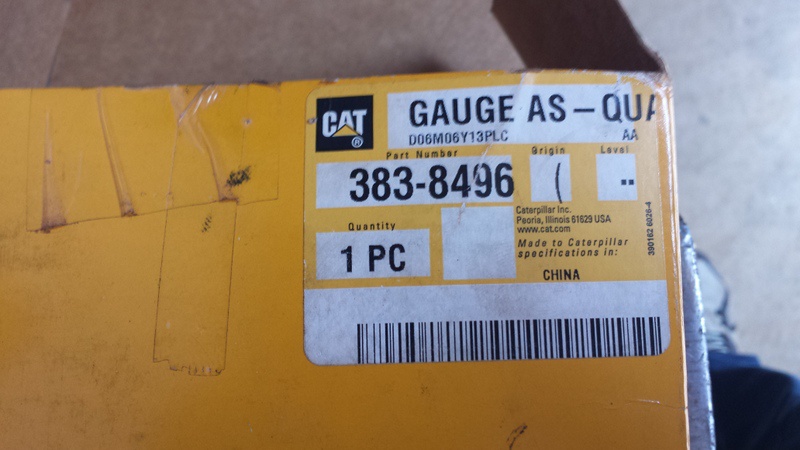 CAT
®
GAUGE AS-QUA
D06M06Y13PLC AA
Part Number
383-8496
Origin
(
Level
--
Caterpillar Inc.
Peoria, Illinois 61629 USA
www.cat.com
Made to Caterpillar
specifications in:
CHINA
Quantity
1 PC
390162 6026-4